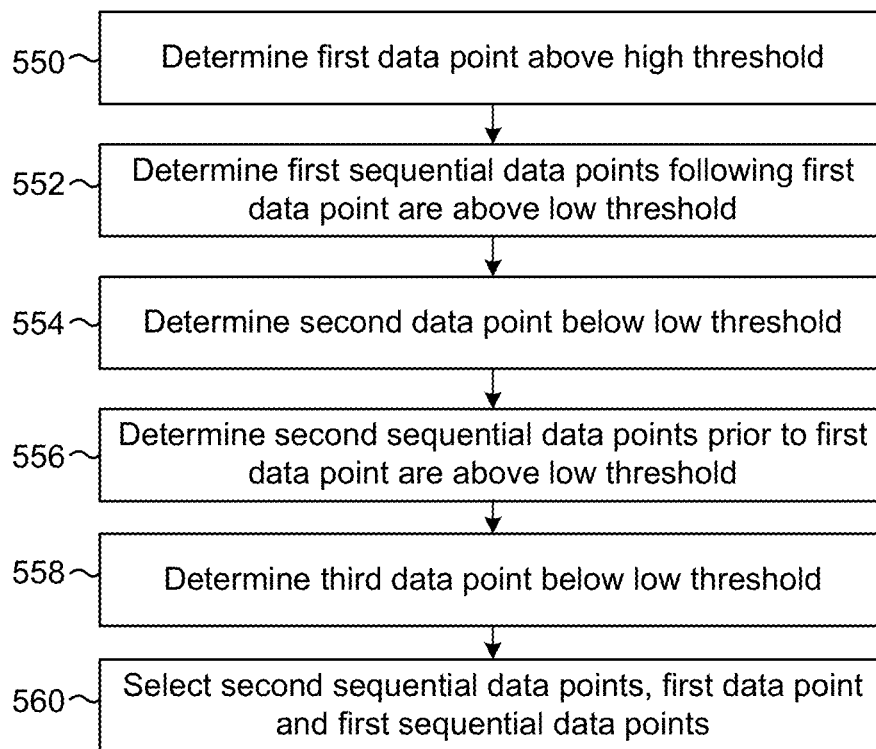 550
Determine first data point above high threshold
552
Determine first sequential data points following first
data point are above low threshold
554
Determine second data point below low threshold
556
Determine second sequential data points prior to first
data point are above low threshold
558
Determine third data point below low threshold
560
Select second sequential data points, first data point
and first sequential data points